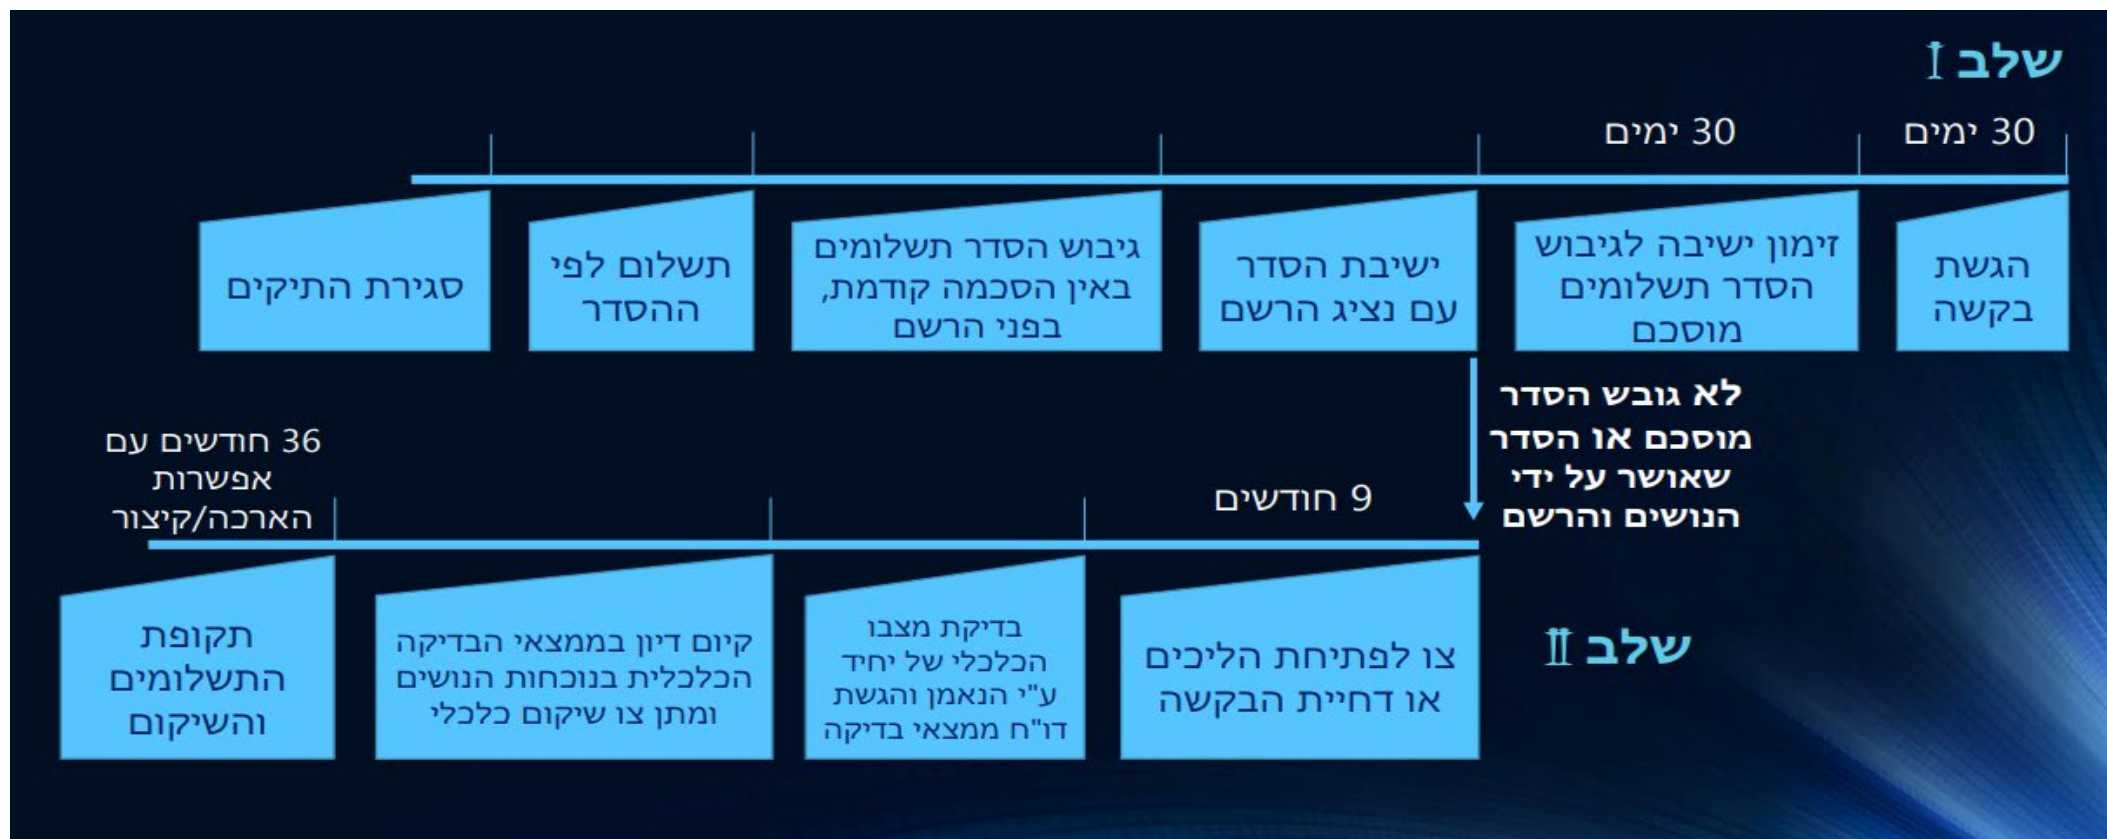 שלב I
30 ימים
30 ימים
הגשת
בקשה
זימון ישיבה לגיבוש
הסדר תשלומים
מוסכם
ישיבת הסדר
עם נציג הרשם
גיבוש הסדר תשלומים
באין הסכמה קודמת,
בפני הרשם
תשלום לפי
ההסדר
סגירת התיקים
לא גובש הסדר
מוסכם או הסדר
שאושר על ידי
הנושים והרשם
שלב II
9 חודשים
36 חודשים עם
אפשרות
הארכה/קיצור
צו לפתיחת הליכים
או דחיית הבקשה
בדיקת מצבו
הכלכלי של יחיד
ע"י הנאמן והגשת
דו"ח ממצאי בדיקה
קיום דיון בממצאי הבדיקה
הכלכלית בנוכחות הנושים
ומתן צו שיקום כלכלי
תקופת
התשלומים
והשיקום